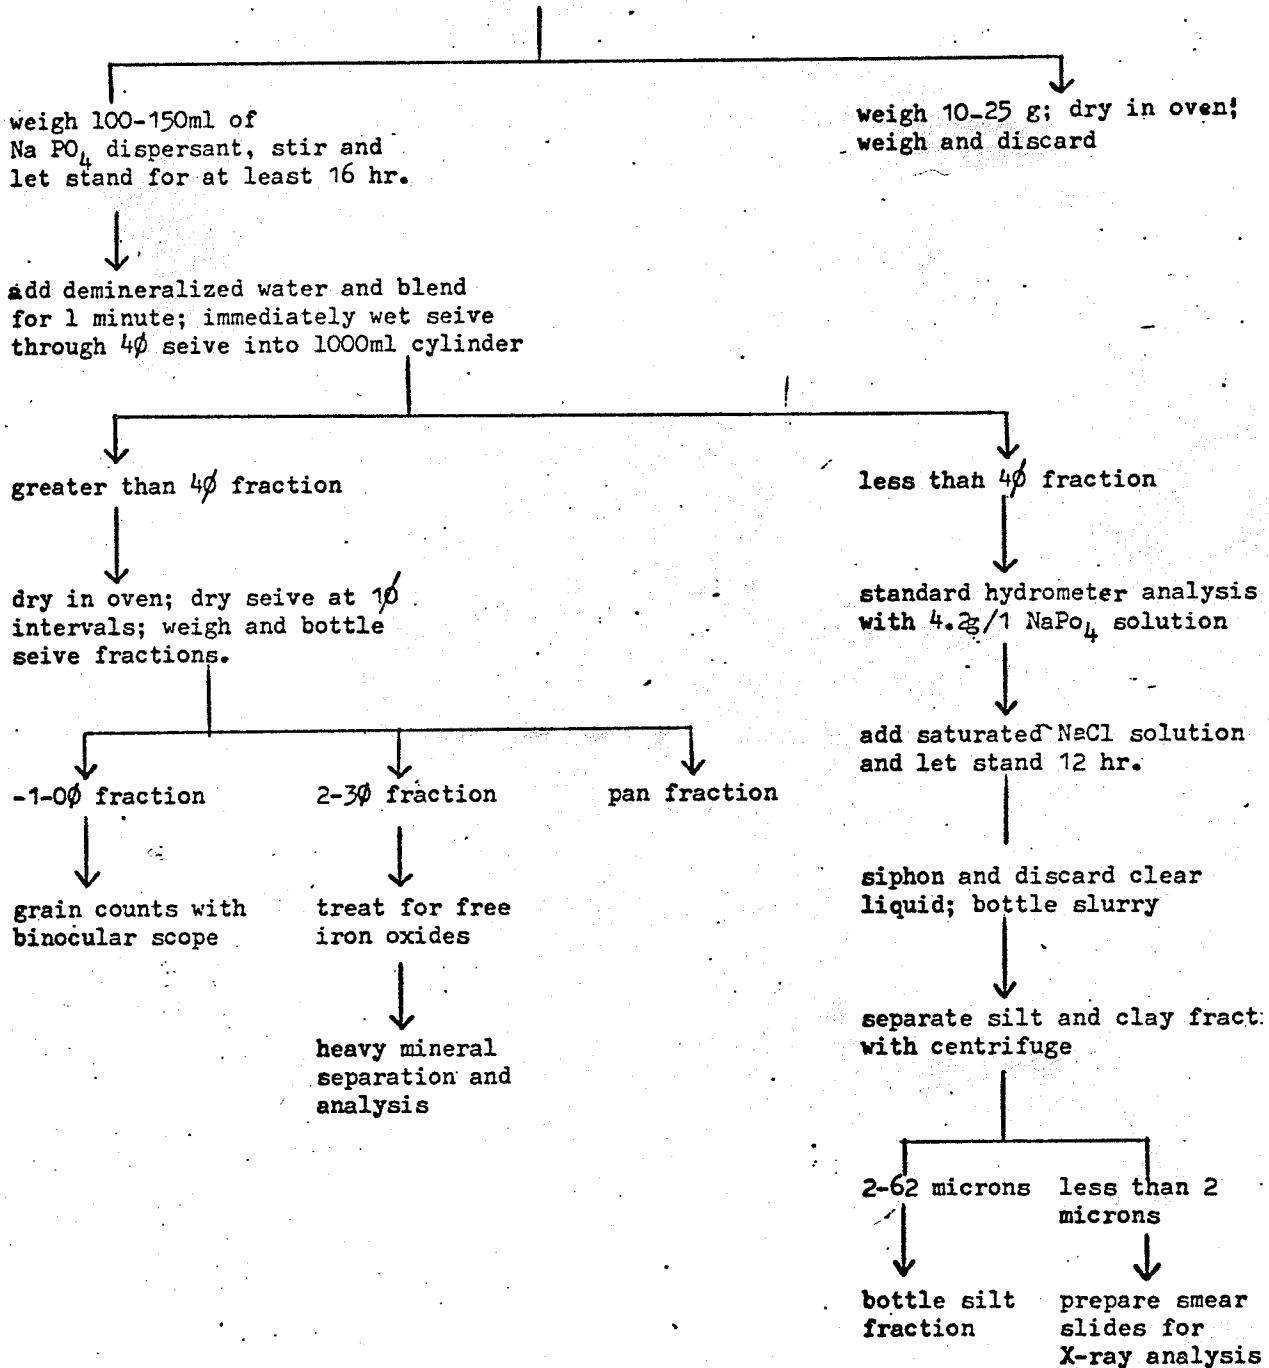 weigh 100-150ml of
Na PO4 dispersant, stir and
let stand for at least 16 hr.
weigh 10-25 g; dry in oven;
weigh and discard
add demineralized water and blend
for 1 minute; immediately wet seive
through 4ø seive into 1000ml cylinder
greater than 4ø fraction
less than 4ø fraction
dry in oven; dry seive at 1ø
intervals; weigh and bottle
seive fractions.
standard hydrometer analysis
with 4.2g/1 NaPo4 solution
add saturated NaCl solution
and let stand 12 hr.
-1-0ø fraction
2-3ø fraction
pan fraction
grain counts with
binocular scope
treat for free
iron oxides
heavy mineral
separation and
analysis
siphon and discard clear
liquid; bottle slurry
separate silt and clay fract
with centrifuge
2-62 microns
less than 2
microns
bottle silt
fraction
prepare smear
slides for
X-ray analysis